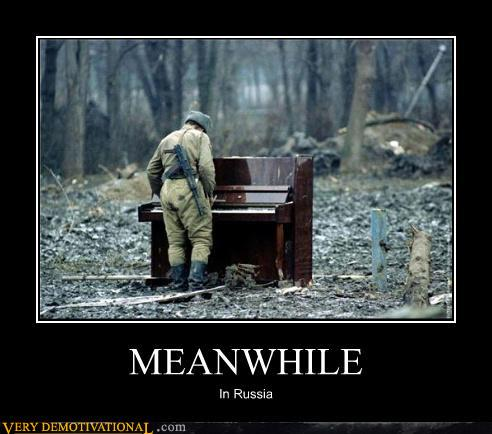 MEANWHILE
In Russia
VERY DEMOTIVATIONAL.com